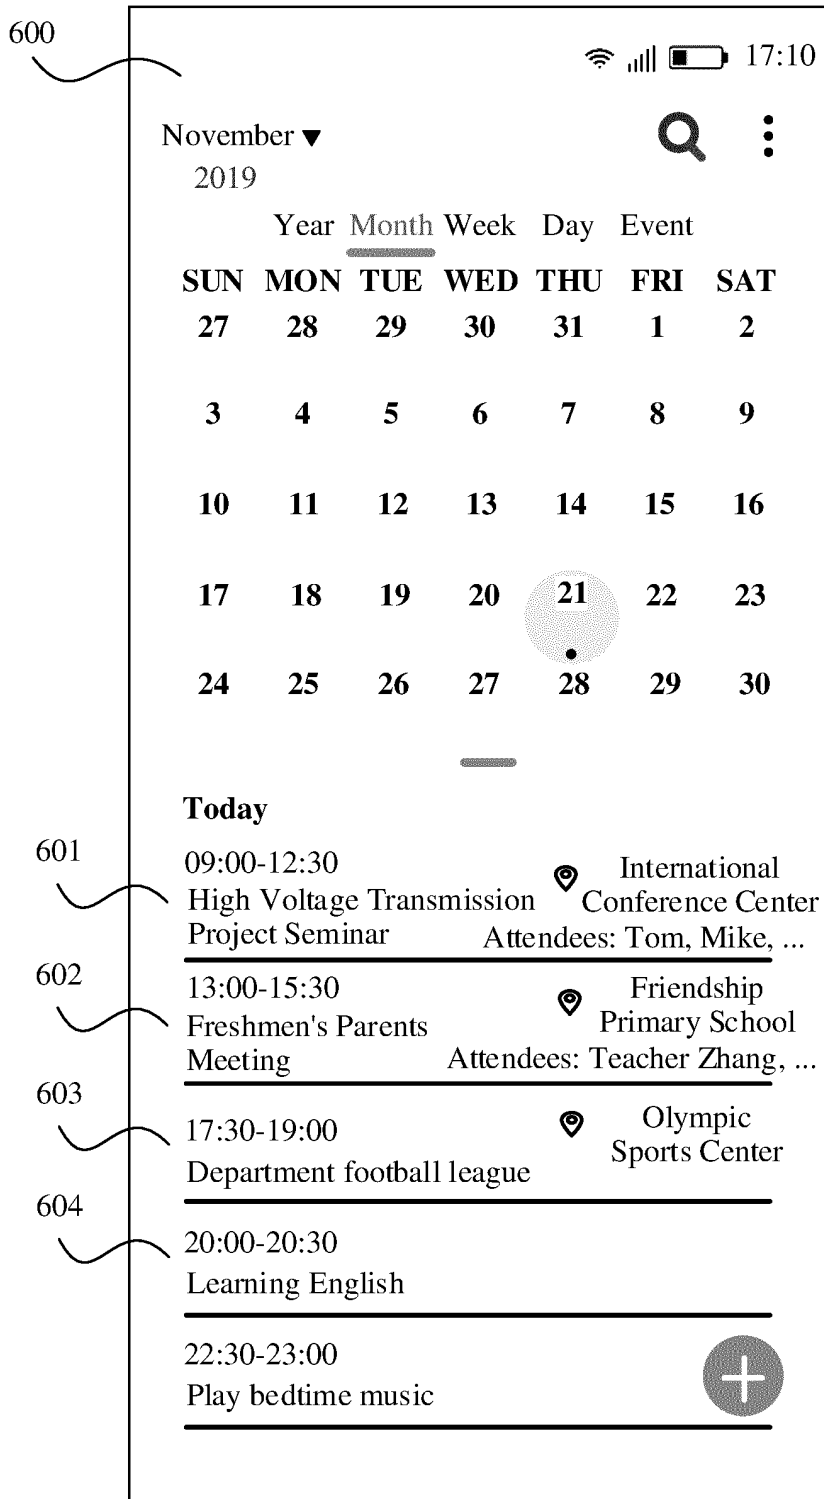 600
17:10
November
2019
Year Month Week Day Event
SUN MON TUE WED THU FRI SAT
27 28 29 30 31 1 2
3 4 5 6 7 8 9
10 11 12 13 14 15 16
17 18 19 20 21 22 23
24 25 26 27 28 29 30
Today
601
09:00-12:30
High Voltage Transmission
Project Seminar
International
Conference Center
Attendees: Tom, Mike, ...
602
13:00-15:30
Freshmen's Parents
Meeting
Friendship
Primary School
Attendees: Teacher Zhang, ...
603
17:30-19:00
Department football league
Olympic
Sports Center
604
20:00-20:30
Learning English
22:30-23:00
Play bedtime music